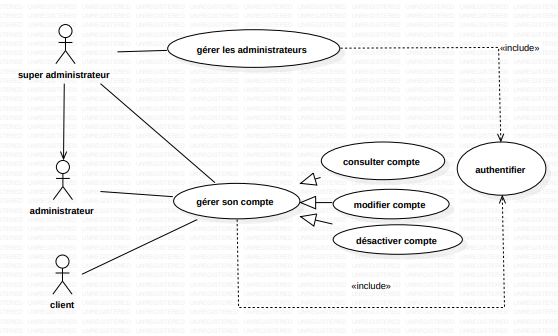 gérer les administrateurs
«include»
super administrateur
consulter compte
authentifier
administrateur
gérer son compte
modifier compte
désactiver compte
«include»
client